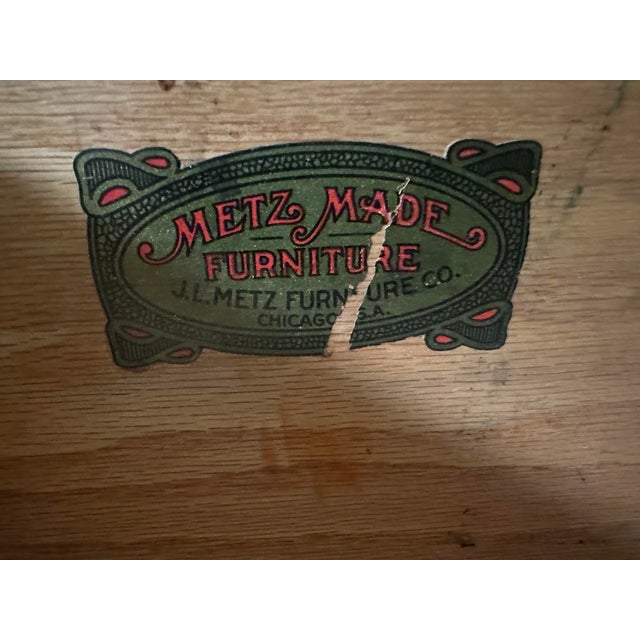 METZ MADE
FURNITURE
J.L. METZ FURN URE CO.
CHICAGO S.A.